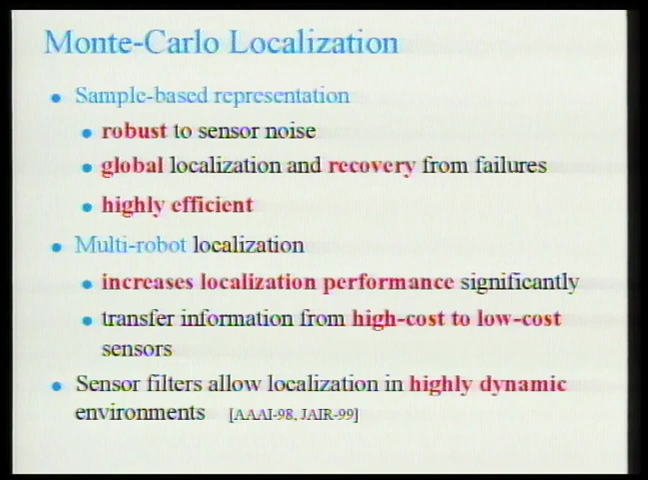 Monte-Carlo Localization
Sample-based representation
robust to sensor noise
global localization and recovery from failures
highly efficient
Multi-robot localization
increases localization performance significantly
transfer information from high-cost to low-cost
sensors
Sensor filters allow localization in highly dynamic
environments [AAAI-98, JAIR-99]